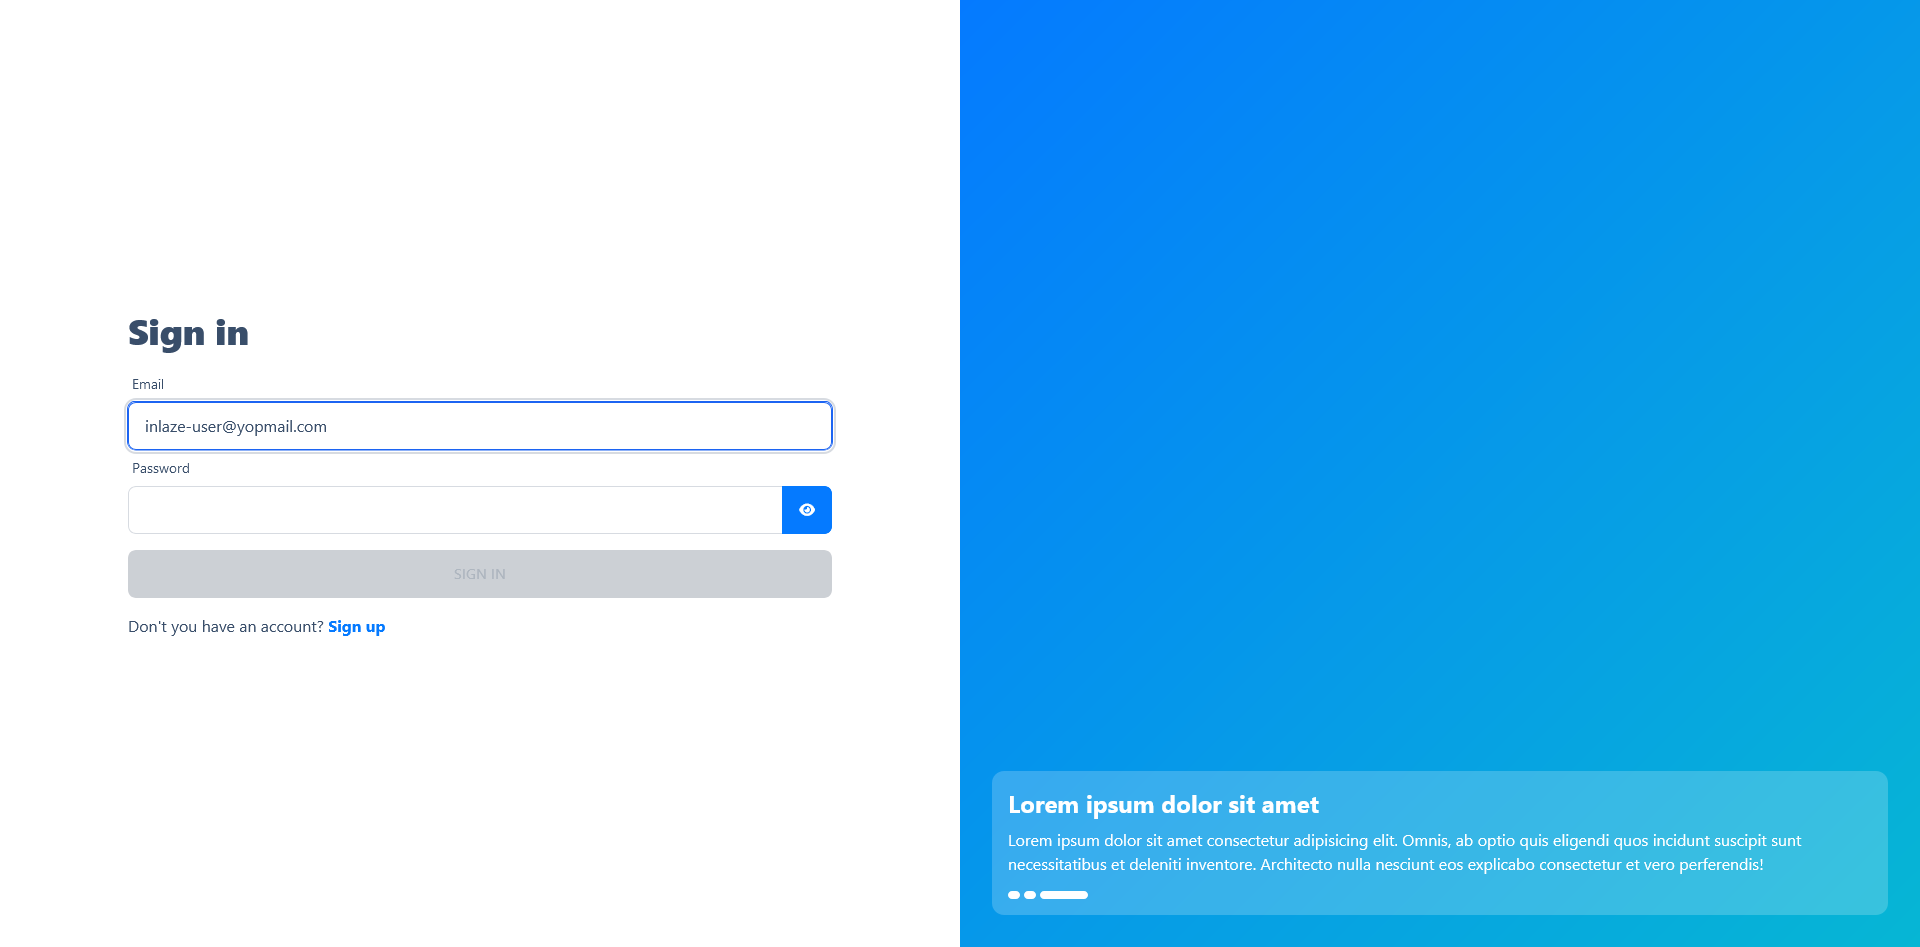 Sign in
Email
inlaze-user@yopmail.com
Password
SIGN IN
Don't you have an account? Sign up
Lorem ipsum dolor sit amet
Lorem ipsum dolor sit amet consectetur adipisicing elit. Omnis, ab optio quis eligendi quos incidunt suscipit sunt
necessitatibus et deleniti inventore. Architecto nulla nesciunt eos explicabo consectetur et vero perferendis!